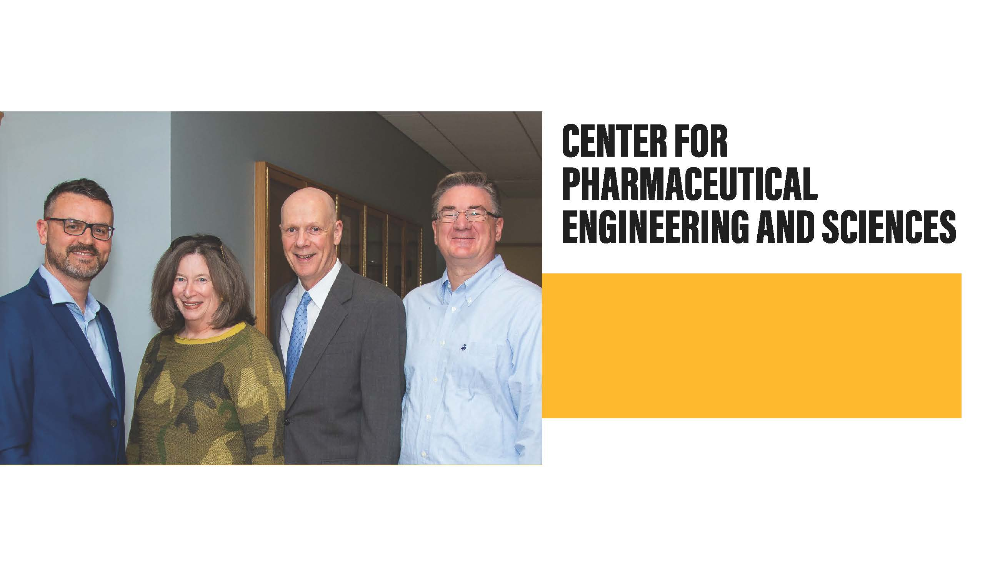 CENTER FOR
PHARMACEUTICAL
ENGINEERING AND SCIENCES